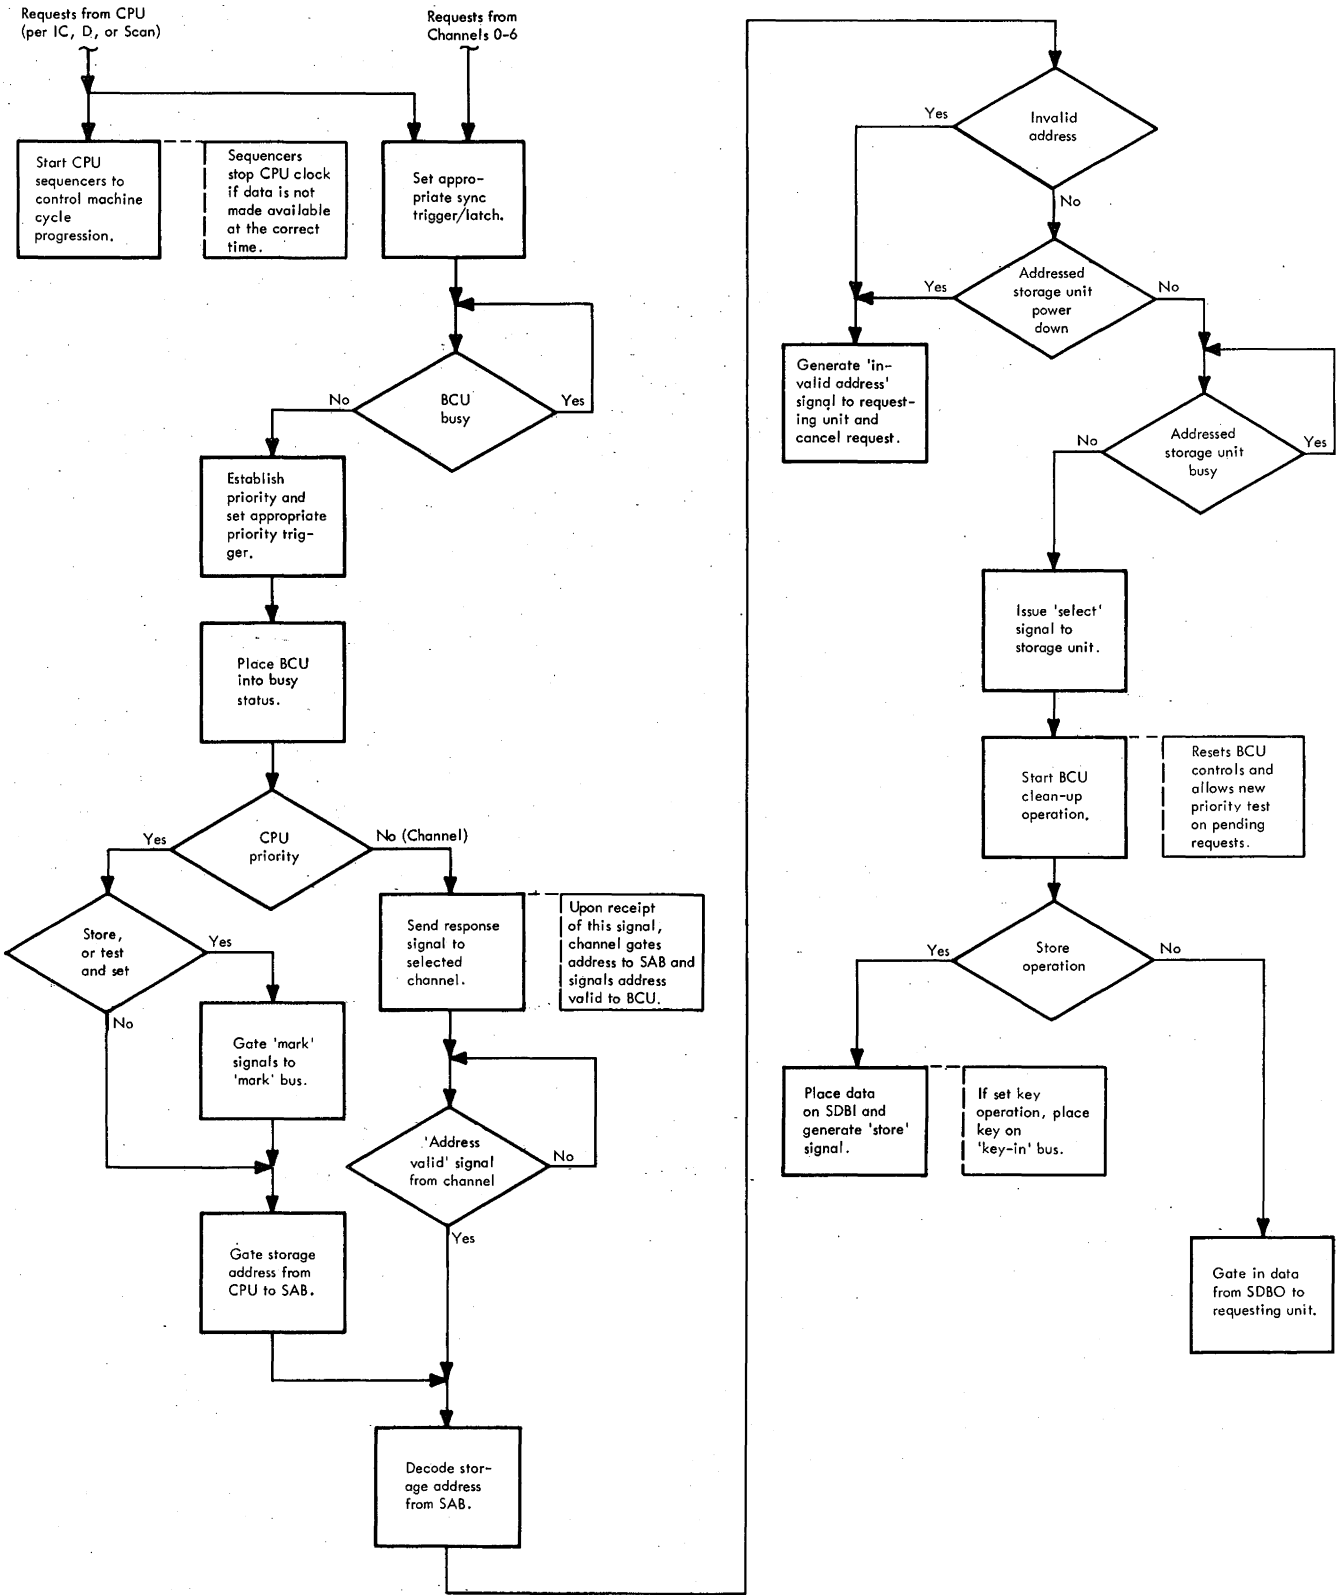 Requests from CPU
(per IC, D, or Scan)
Requests from
Channels 0-6
Start CPU
sequencers to
control machine
cycle
progression.
Sequencers
stop CPU clock
if data is not
made available
at the correct
time.
Set appro-
priate sync
trigger/latch.
BCU
busy
No
Yes
Establish
priority and
set appropriate
priority trig-
ger.
Place BCU
into busy
status.
CPU
priority
Yes
No (Channel)
Store,
or test
and set
Yes
No
Gate 'mark'
signals to
'mark' bus.
Gate storage
address from
CPU to SAB.
Send response
signal to
selected
channel.
Upon receipt
of this signal,
channel gates
address to SAB and
signals address
valid to BCU.
'Address
valid' signal
from channel
No
Yes
Decode stor-
age address
from SAB.
Invalid
address
Yes
No
Addressed
storage unit
power
down
Yes
No
Generate 'in-
valid address'
signal to request-
ing unit and
cancel request.
Addressed
storage unit
busy
No
Yes
Issue 'select'
signal to
storage unit.
Start BCU
clean-up
operation.
Resets BCU
controls and
allows new
priority test
on pending
requests.
Store
operation
Yes
No
Place data
on SDBI and
generate 'store'
signal.
If set key
operation, place
key on
'key-in' bus.
Gate in data
from SDBO to
requesting unit.